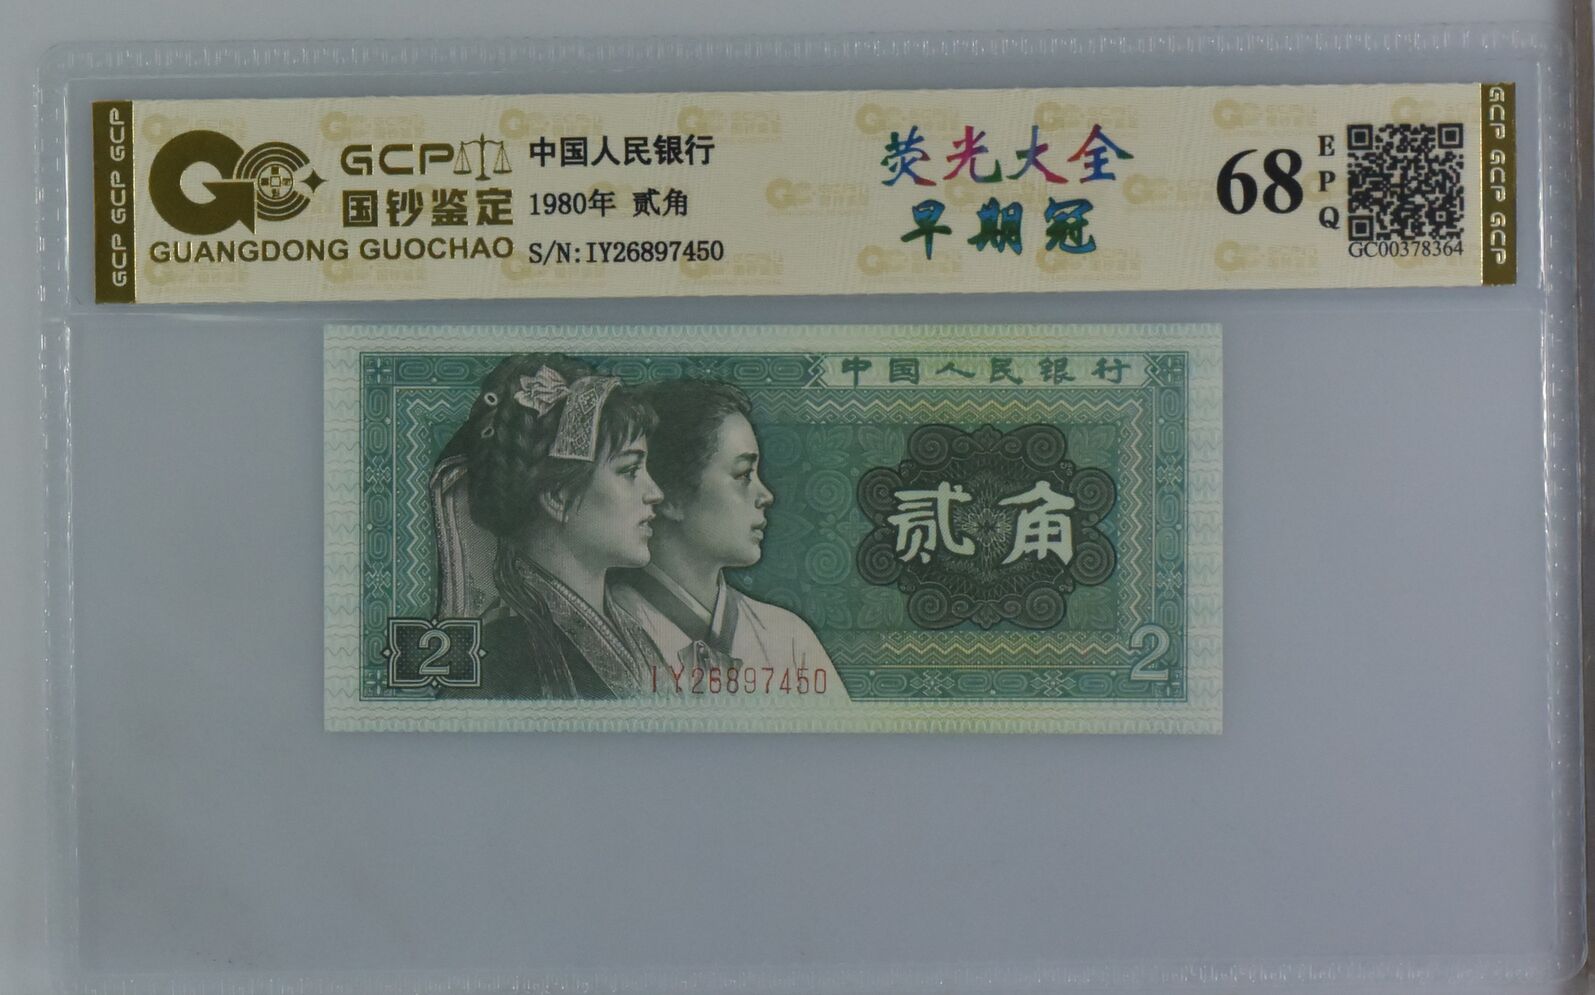 GCP GCP GCP
GCP
国钞鉴定
GUANGDONG GUOCHAO
中国人民银行
1980年 贰角
S/N:IY26897450
荧光大全
早期冠
68
EPQ
GC00378364
GCP GCP GCP
中国人民银行
贰角
2
2
IY26897450